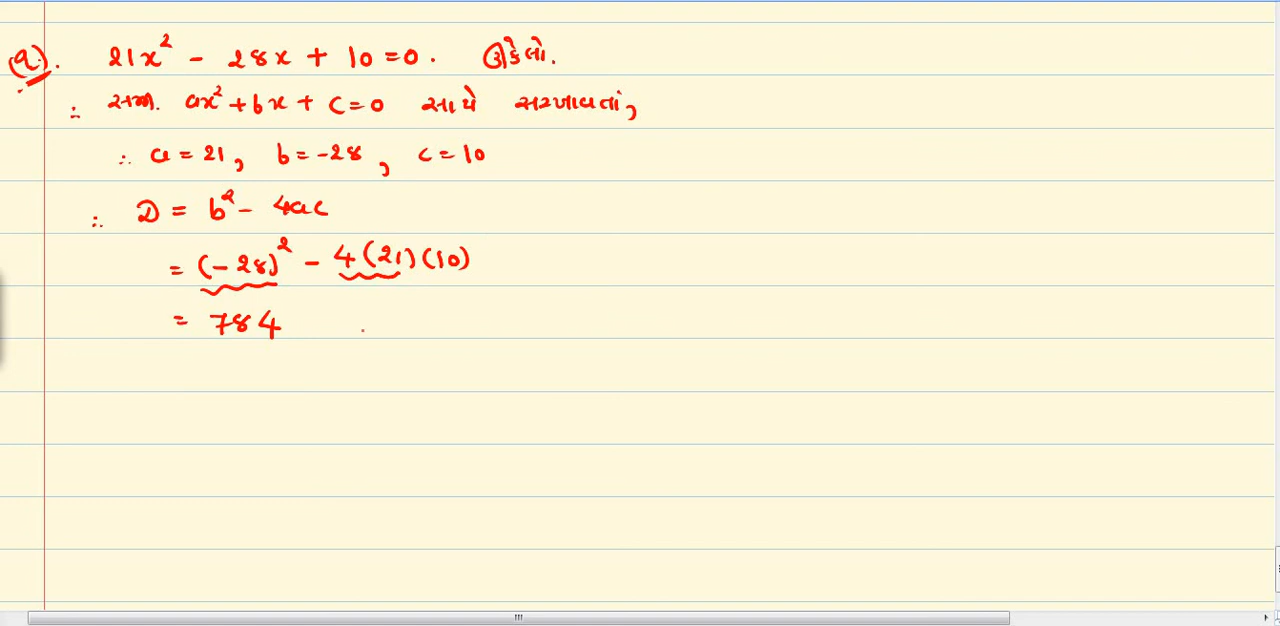 (Q). 21x² - 28x + 10 = 0. ઉકેલો.
∴ સમી. ax² + bx + c = 0 સાથે સરખાવતાં,
∴ a = 21, b = -28, c = 10
∴ D = b² - 4ac
= (-28)² - 4(21)(10)
= 784